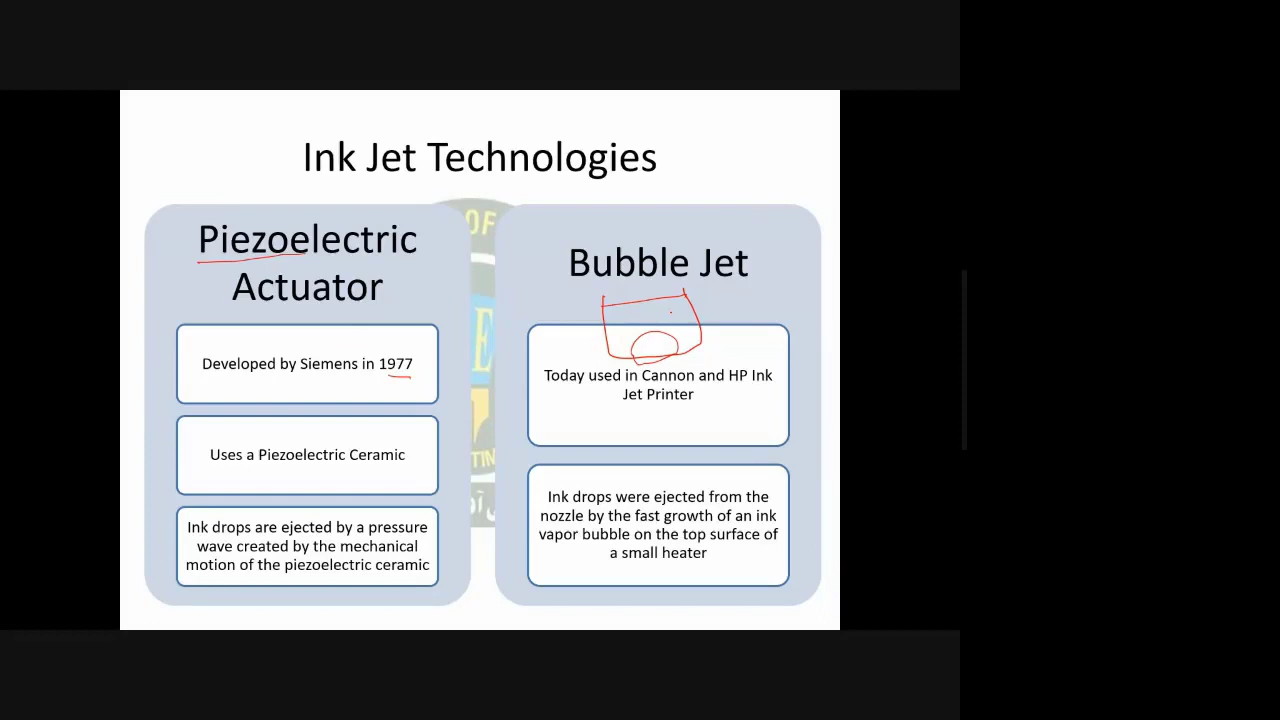 Ink Jet Technologies
Piezoelectric
Actuator
Developed by Siemens in 1977
Uses a Piezoelectric Ceramic
Ink drops are ejected by a pressure
wave created by the mechanical
motion of the piezoelectric ceramic
Bubble Jet
Today used in Cannon and HP Ink
Jet Printer
Ink drops were ejected from the
nozzle by the fast growth of an ink
vapor bubble on the top surface of
a small heater
OF
E